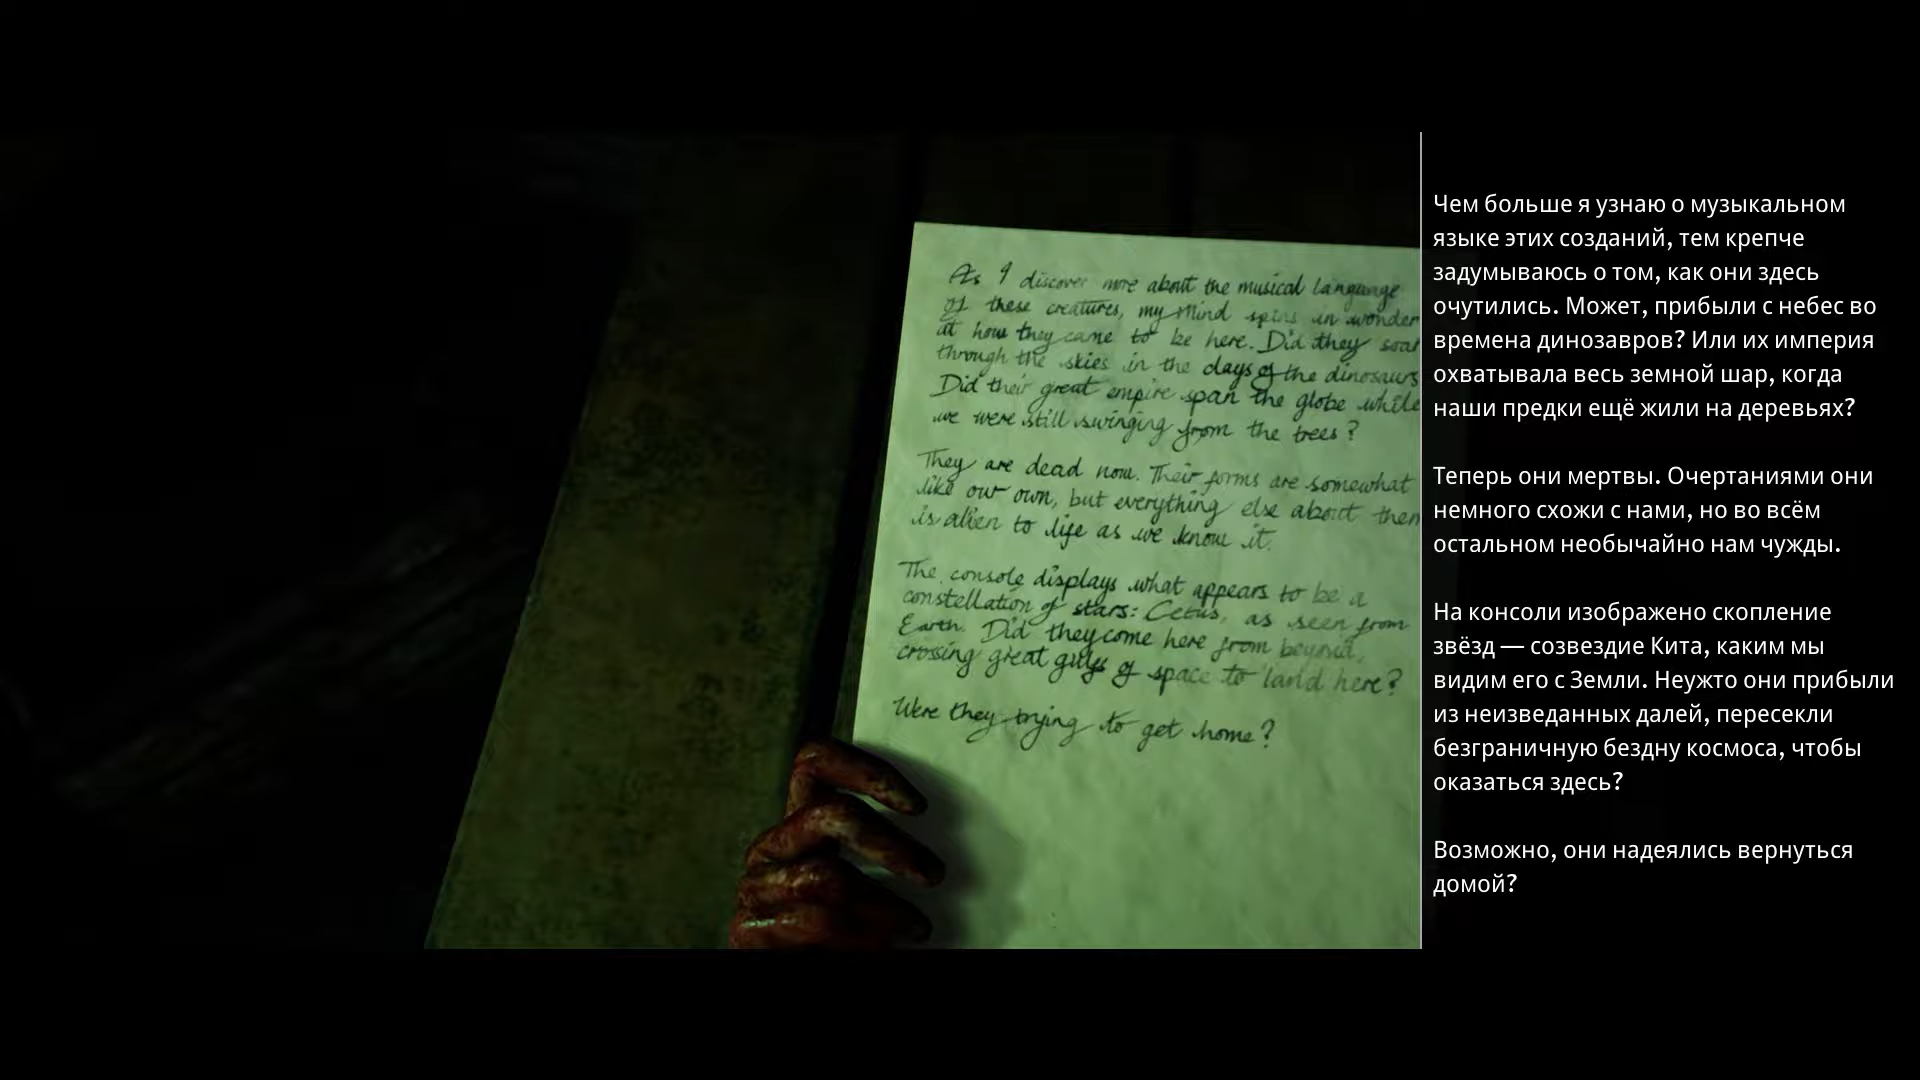 As I discover more about the musical language
of these creatures, my mind spins in wonder
at how they came to be here. Did they soar
through the skies in the days of the dinosaurs
Did their great empire span the globe while
we were still swinging from the trees?
They are dead now. Their forms are somewhat
like our own, but everything else about them
is alien to life as we know it.
The console displays what appears to be a
constellation of stars: Cetus, as seen from
Earth. Did they come here from beyond,
crossing great gulfs of space to land here?
Were they trying to get home?
Чем больше я узнаю о музыкальном
языке этих созданий, тем крепче
задумываюсь о том, как они здесь
очутились. Может, прибыли с небес во
времена динозавров? Или их империя
охватывала весь земной шар, когда
наши предки ещё жили на деревьях?
Теперь они мертвы. Очертаниями они
немного схожи с нами, но во всём
остальном необычайно нам чужды.
На консоли изображено скопление
звёзд — созвездие Кита, каким мы
видим его с Земли. Неужто они прибыли
из неизведанных далей, пересекли
безграничную бездну космоса, чтобы
оказаться здесь?
Возможно, они надеялись вернуться
домой?